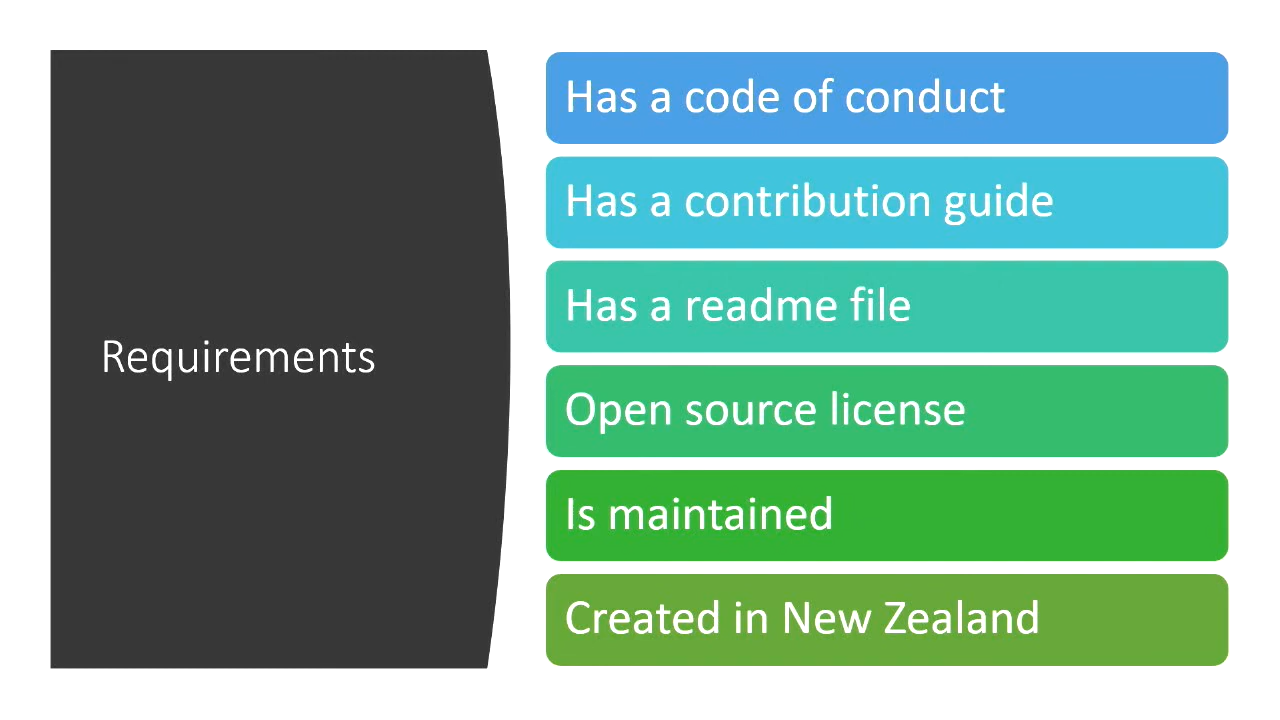 Requirements
Has a code of conduct
Has a contribution guide
Has a readme file
Open source license
Is maintained
Created in New Zealand